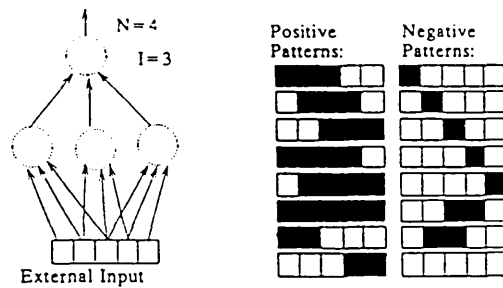 N = 4
I = 3
Positive Patterns:
Negative Patterns:
External Input